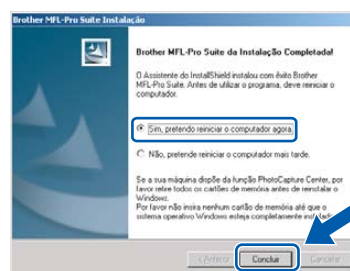 Brother MFL-Pro Suite Instalação
Brother MFL-Pro Suite da Instalação Completada!
O Assistente do InstallShield instalou com êxito Brother
MFL-Pro Suite. Antes de utilizar o programa, deve reiniciar o
computador.
Sim, pretendo reiniciar o computador agora.
Não, pretende reiniciar o computador mais tarde.
Se a sua máquina dispõe da função PhotoCapture Center, por
favor retire todos os cartões de memória antes de reinstalar o
Windows.
Por favor não insira nenhum cartão de memória até que o
sistema operativo Windows esteja completamente
< Anterior Concluir Cancelar